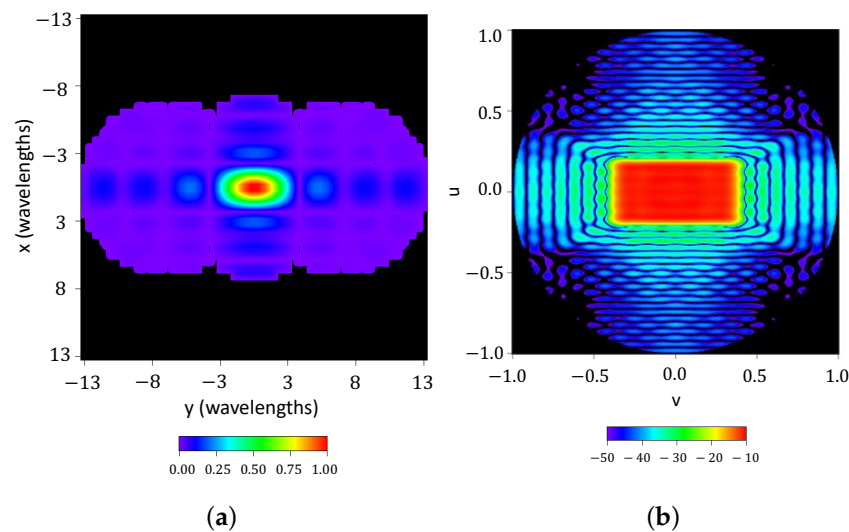 −13
−8
−3
3
8
13
x (wavelengths)
−13 −8 −3 3 8 13
y (wavelengths)
0.00 0.25 0.50 0.75 1.00
(a)
1.0
0.5
0.0
−0.5
−1.0
u
−1.0 −0.5 0.0 0.5 1.0
v
−50 −40 −30 −20 −10
(b)